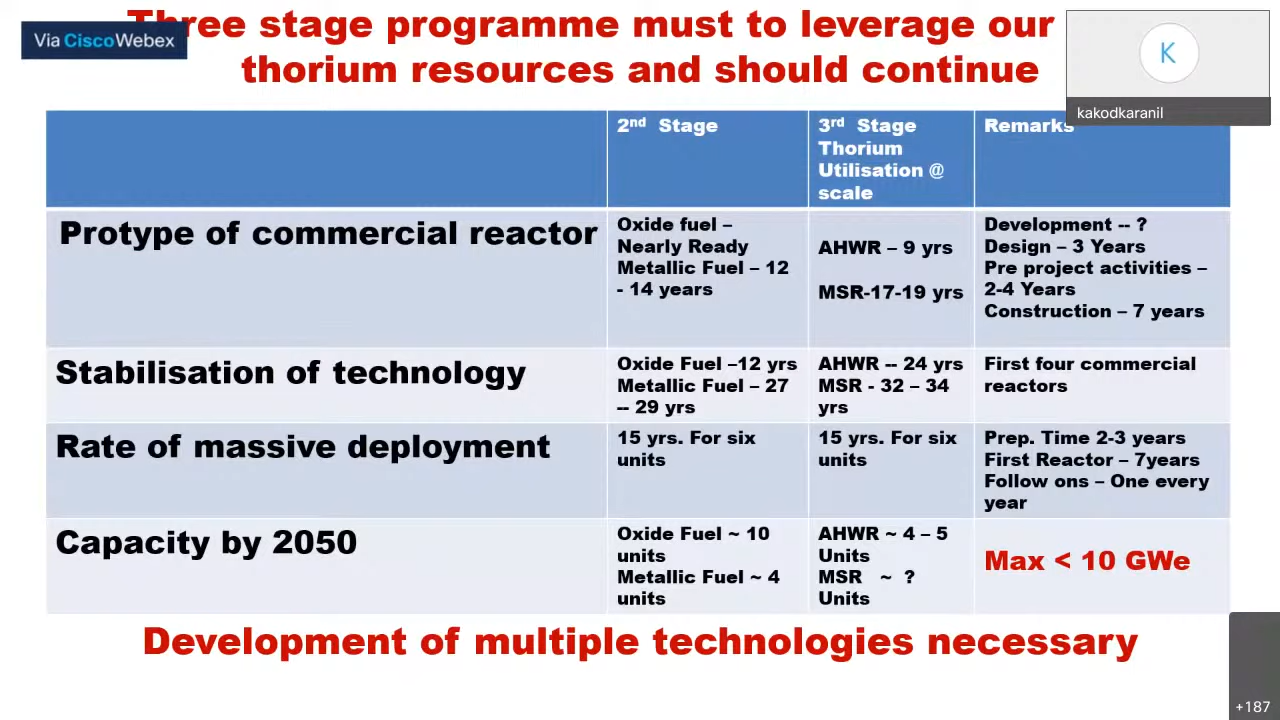 Three stage programme must to leverage our
thorium resources and should continue
Via CiscoWebex
K
kakodkaranil
2nd Stage
3rd Stage
Thorium
Utilisation @
scale
Remarks
Protype of commercial reactor
Oxide fuel –
Nearly Ready
Metallic Fuel – 12
- 14 years
AHWR – 9 yrs
MSR-17-19 yrs
Development -- ?
Design – 3 Years
Pre project activities –
2-4 Years
Construction – 7 years
Stabilisation of technology
Oxide Fuel –12 yrs
Metallic Fuel – 27
-- 29 yrs
AHWR -- 24 yrs
MSR - 32 – 34
yrs
First four commercial
reactors
Rate of massive deployment
15 yrs. For six
units
15 yrs. For six
units
Prep. Time 2-3 years
First Reactor – 7years
Follow ons – One every
year
Capacity by 2050
Oxide Fuel ~ 10
units
Metallic Fuel ~ 4
units
AHWR ~ 4 – 5
Units
MSR ~ ?
Units
Max < 10 GWe
Development of multiple technologies necessary
+187